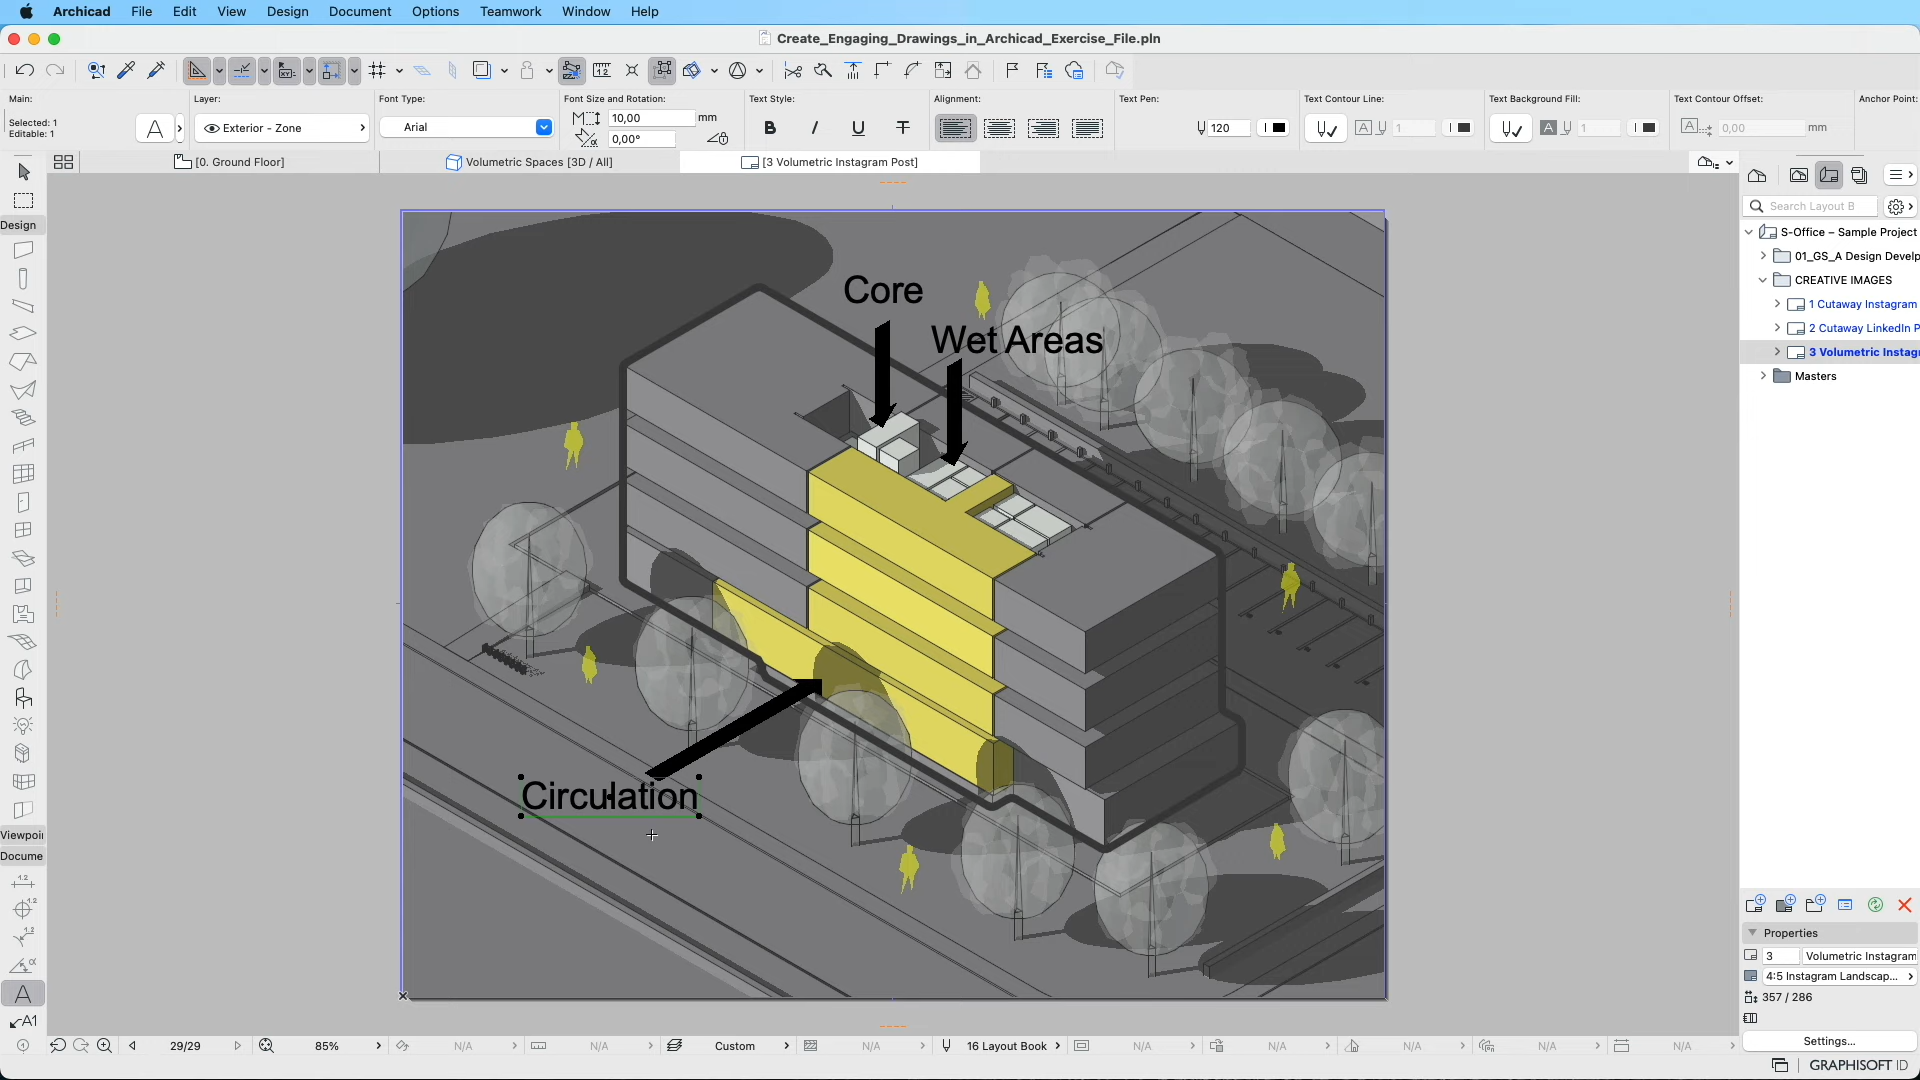 Archicad File Edit View Design Document Options Teamwork Window Help
Create_Engaging_Drawings_in_Archicad_Exercise_File.pln
Main:
Selected: 1
Editable: 1
Layer:
Exterior - Zone
Font Type:
Arial
Font Size and Rotation:
10,00 mm
0,00°
Text Style:
B I U T
Alignment:
Text Pen:
120
Text Contour Line:
1
Text Background Fill:
1
Text Contour Offset:
0,00 mm
Anchor Point:
[0. Ground Floor]
Volumetric Spaces [3D / All]
[3 Volumetric Instagram Post]
Design
Viewpoi
Docume
Core
Wet Areas
Circulation
Search Layout B
S-Office – Sample Project
01_GS_A Design Develp
CREATIVE IMAGES
1 Cutaway Instagram
2 Cutaway LinkedIn P
3 Volumetric Instag
Masters
Properties
3 Volumetric Instagram
4:5 Instagram Landscap...
357 / 286
Settings...
29/29
85%
N/A
N/A
Custom
N/A
16 Layout Book
N/A
N/A
N/A
N/A
N/A
GRAPHISOFT ID